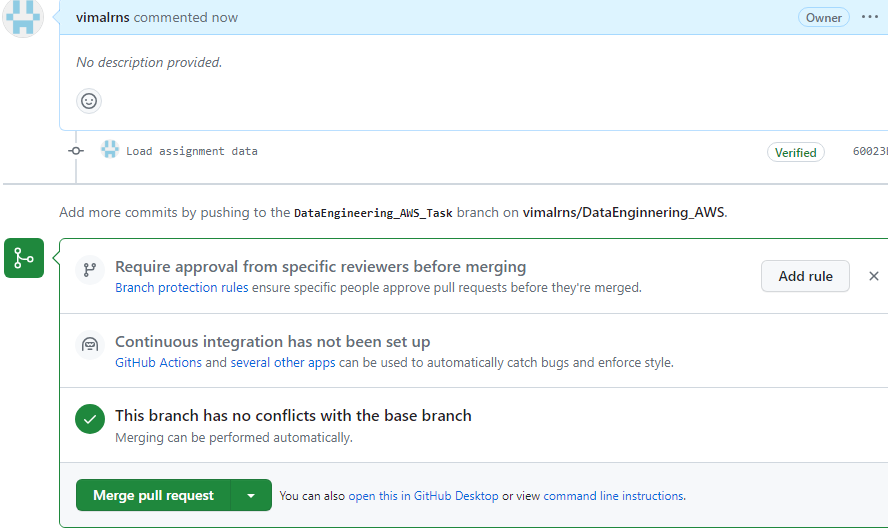 vimalrns commented now Owner ...
No description provided.
Load assignment data Verified 60023
Add more commits by pushing to the DataEngineering_AWS_Task branch on vimalrns/DataEnginnering_AWS.
Require approval from specific reviewers before merging
Branch protection rules ensure specific people approve pull requests before they're merged.
Add rule
Continuous integration has not been set up
GitHub Actions and several other apps can be used to automatically catch bugs and enforce style.
This branch has no conflicts with the base branch
Merging can be performed automatically.
Merge pull request You can also open this in GitHub Desktop or view command line instructions.